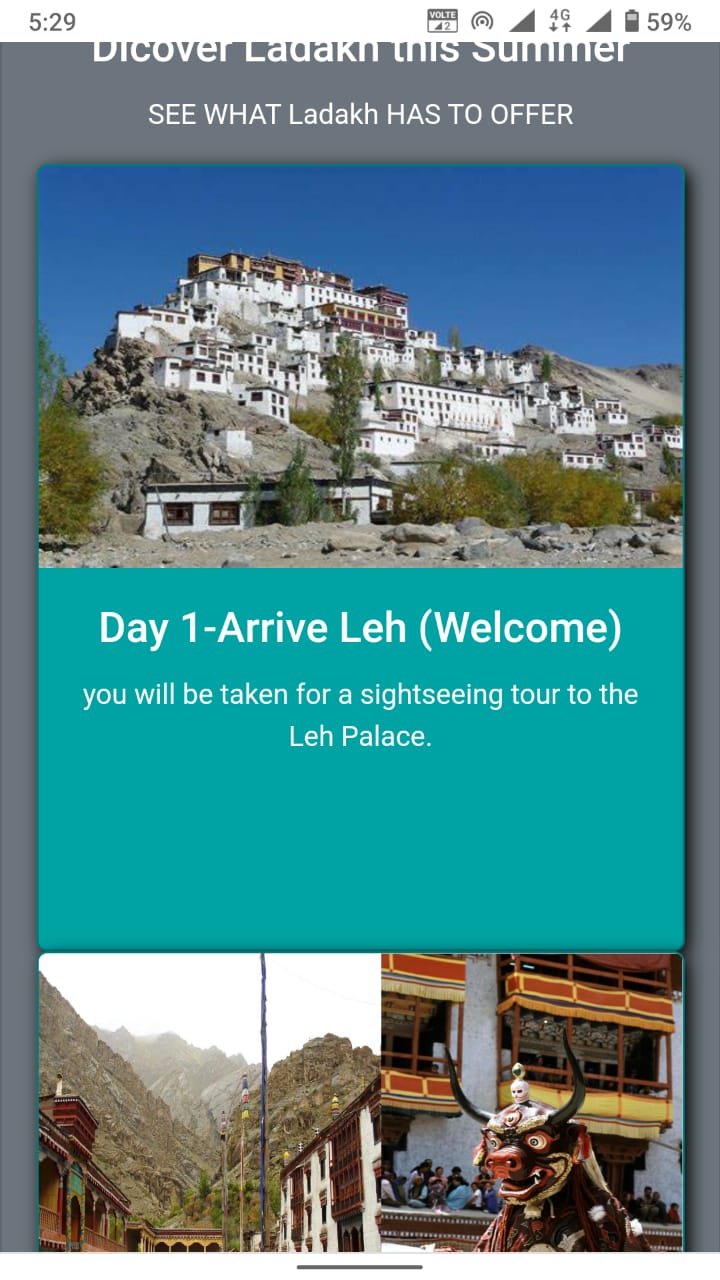 5:29
VOLTE
2
4G
59%
Dicover Ladakh this Summer
SEE WHAT Ladakh HAS TO OFFER
Day 1-Arrive Leh (Welcome)
you will be taken for a sightseeing tour to the
Leh Palace.